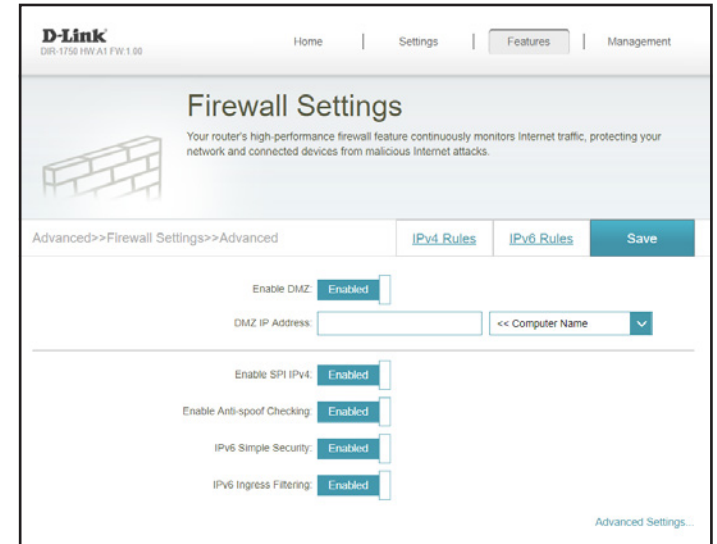 D-Link
DIR-1750 HW:A1 FW:1.00
Home | Settings | Features | Management
Firewall Settings
Your router's high-performance firewall feature continuously monitors Internet traffic, protecting your
network and connected devices from malicious Internet attacks.
Advanced>>Firewall Settings>>Advanced IPv4 Rules IPv6 Rules Save
Enable DMZ: Enabled
DMZ IP Address: << Computer Name
Enable SPI IPv4: Enabled
Enable Anti-spoof Checking: Enabled
IPv6 Simple Security: Enabled
IPv6 Ingress Filtering: Enabled
Advanced Settings...